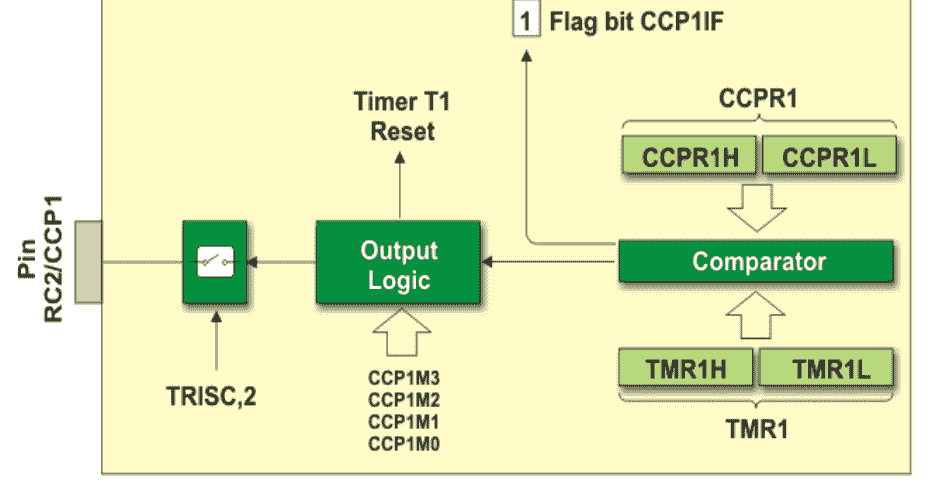 1 Flag bit CCP1IF
Timer T1
Reset
CCPR1
CCPR1H CCPR1L
Pin
RC2/CCP1
Output
Logic
Comparator
TRISC,2
CCP1M3
CCP1M2
CCP1M1
CCP1M0
TMR1H TMR1L
TMR1